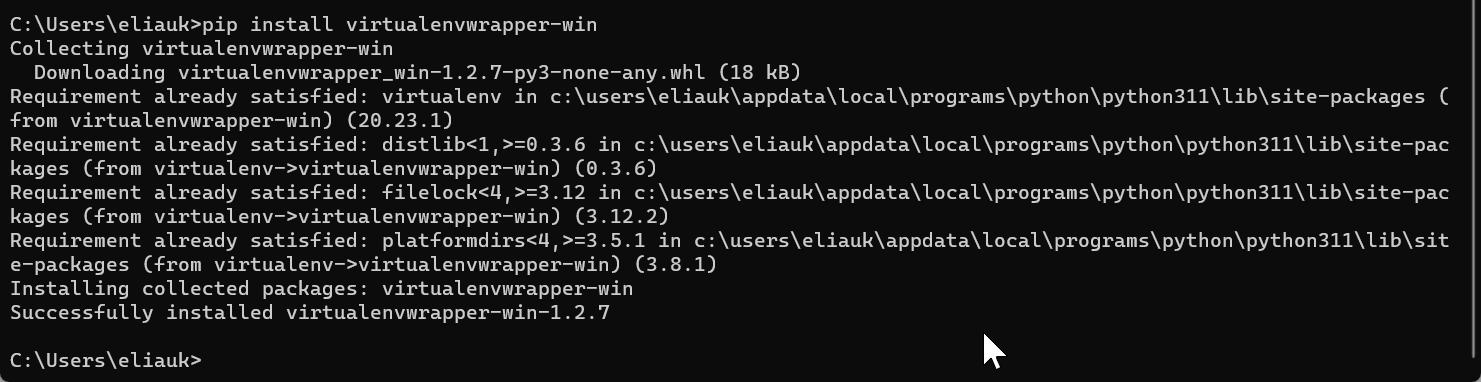 C:\Users\eliauk>pip install virtualenvwrapper-win
Collecting virtualenvwrapper-win
  Downloading virtualenvwrapper_win-1.2.7-py3-none-any.whl (18 kB)
Requirement already satisfied: virtualenv in c:\users\eliauk\appdata\local\programs\python\python311\lib\site-packages (
from virtualenvwrapper-win) (20.23.1)
Requirement already satisfied: distlib<1,>=0.3.6 in c:\users\eliauk\appdata\local\programs\python\python311\lib\site-pac
kages (from virtualenv->virtualenvwrapper-win) (0.3.6)
Requirement already satisfied: filelock<4,>=3.12 in c:\users\eliauk\appdata\local\programs\python\python311\lib\site-pac
kages (from virtualenv->virtualenvwrapper-win) (3.12.2)
Requirement already satisfied: platformdirs<4,>=3.5.1 in c:\users\eliauk\appdata\local\programs\python\python311\lib\sit
e-packages (from virtualenv->virtualenvwrapper-win) (3.8.1)
Installing collected packages: virtualenvwrapper-win
Successfully installed virtualenvwrapper-win-1.2.7
C:\Users\eliauk>